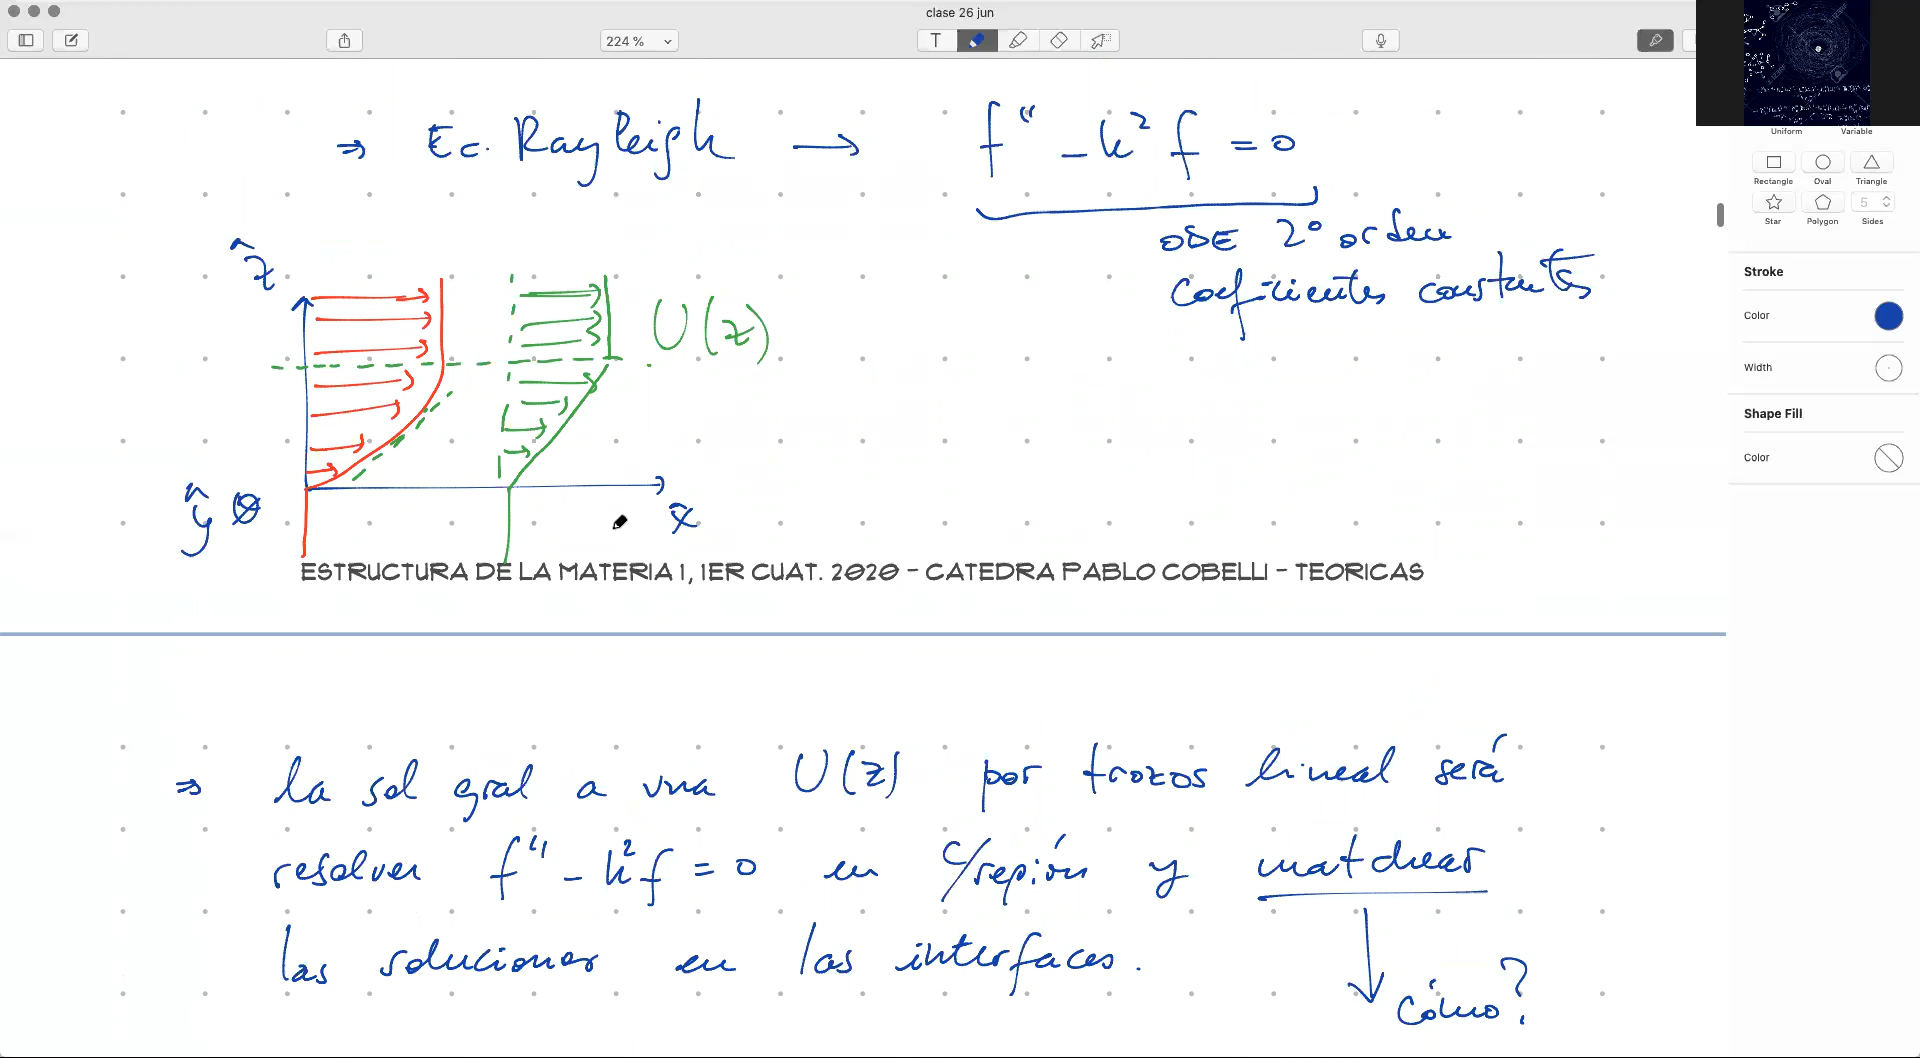 clase 26 jun
224 %
T
Uniform Variable
Rectangle Oval Triangle
Star Polygon 5 Sides
Stroke
Color
Width
Shape Fill
Color
⇒ Ec. Rayleigh → f'' - k² f = 0
ODE 2° orden
coeficientes constantes
ẑ
U(z)
ŷ ⊗
x̂
ESTRUCTURA DE LA MATERIA 1, 1ER CUAT. 2020 - CATEDRA PABLO COBELLI - TEORICAS
⇒ la sol gral a una U(z) por trozos lineal será
resolver f'' - k² f = 0 en c/región y matchear
las soluciones en las interfaces.
Cómo?